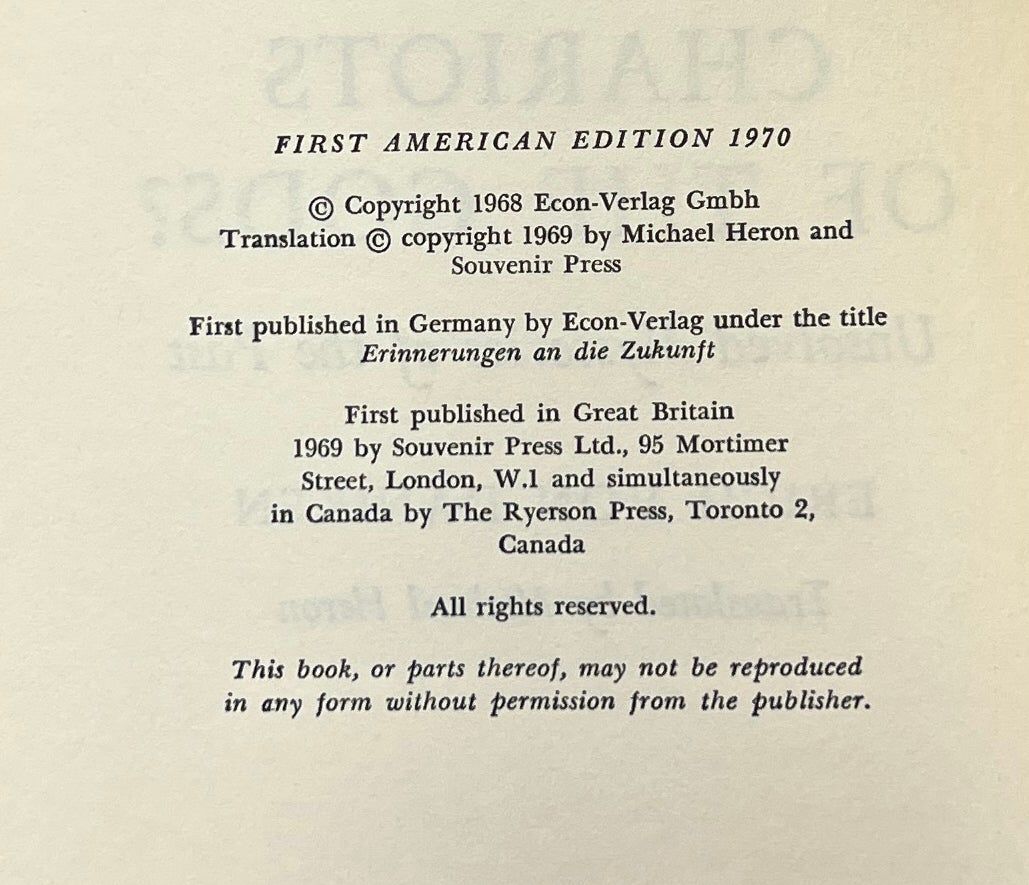 FIRST AMERICAN EDITION 1970
© Copyright 1968 Econ-Verlag Gmbh
Translation © copyright 1969 by Michael Heron and
Souvenir Press
First published in Germany by Econ-Verlag under the title
Erinnerungen an die Zukunft
First published in Great Britain
1969 by Souvenir Press Ltd., 95 Mortimer
Street, London, W.1 and simultaneously
in Canada by The Ryerson Press, Toronto 2,
Canada
All rights reserved.
This book, or parts thereof, may not be reproduced
in any form without permission from the publisher.